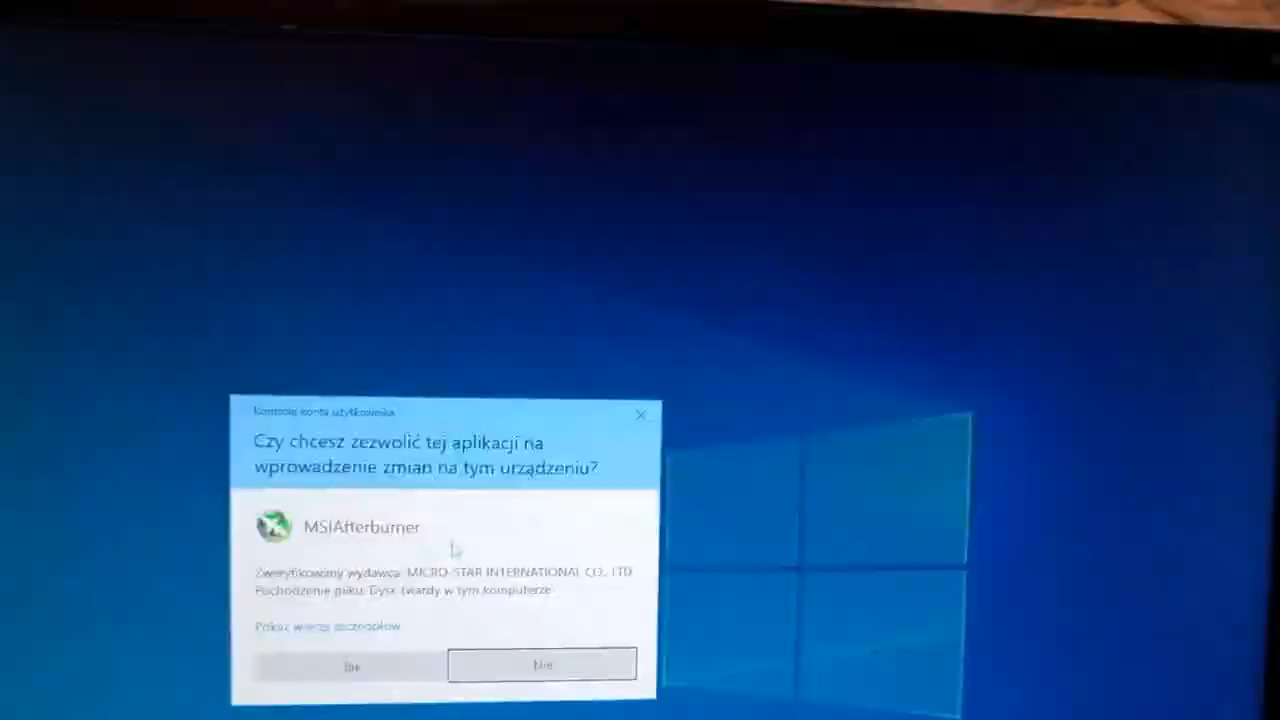 Kontrola konta użytkownika
Czy chcesz zezwolić tej aplikacji na
wprowadzenie zmian na tym urządzeniu?
MSIAfterburner
Zweryfikowany wydawca: MICRO-STAR INTERNATIONAL CO., LTD
Pochodzenie pliku: Dysk twardy w tym komputerze
Pokaż więcej szczegółów
Tak
Nie